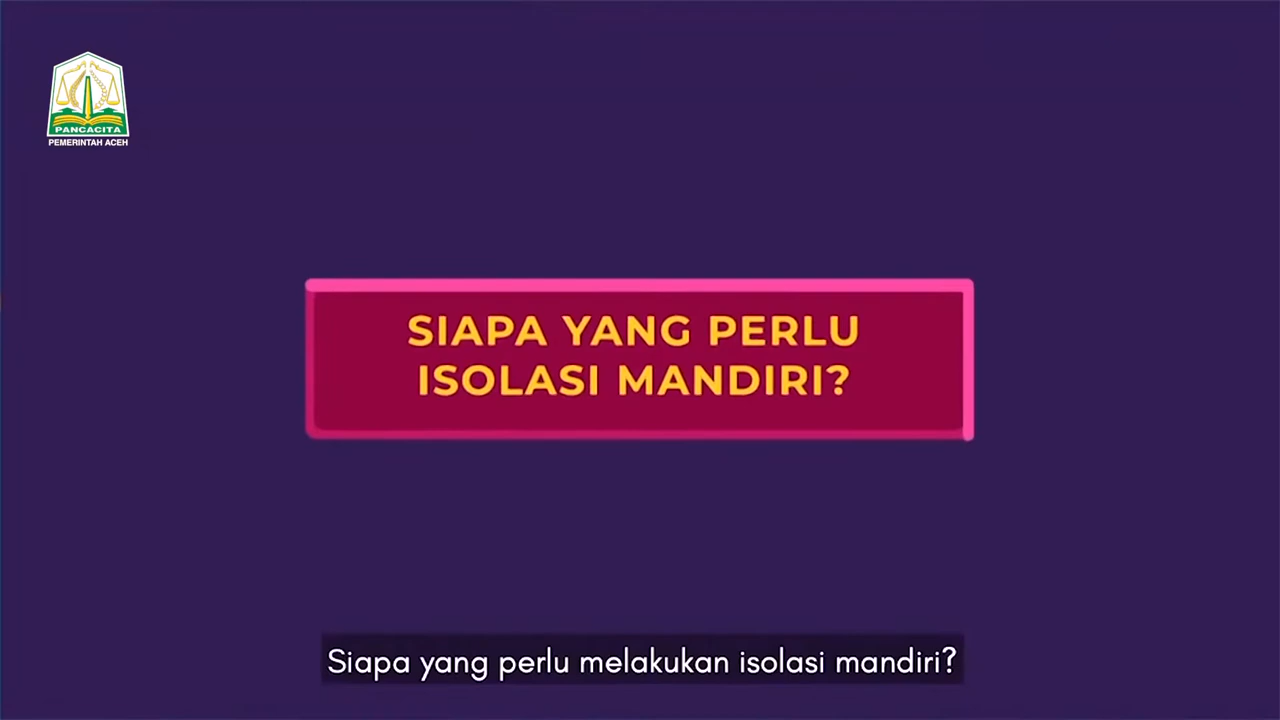 PANCACITA
PEMERINTAH ACEH
SIAPA YANG PERLU
ISOLASI MANDIRI?
Siapa yang perlu melakukan isolasi mandiri?